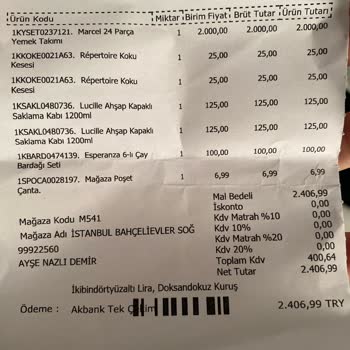 Ürün Kodu Miktar Birim Fiyat Brüt Tutar Ürün Tutarı
1KYSET0237121. Marcel 24 Parça 1 2.000,00 2.000,00 2.000,00
Yemek Takımı
1KKOKE0021A63. Répertoire Koku 1 25,00 25,00 25,00
Kesesi
1KKOKE0021A63. Répertoire Koku 1 25,00 25,00 25,00
Kesesi
1KSAKL0480736. Lucille Ahşap Kapaklı 1 125,00 125,00 125,00
Saklama Kabı 1200ml
1KSAKL0480736. Lucille Ahşap Kapaklı 1 125,00 125,00 125,00
Saklama Kabı 1200ml
1KBARD0474139. Esperanza 6-lı Çay 1 100,00 100,00 100,00
Bardağı Seti
1SPOCA0028197. Mağaza Poşet 1 6,99 6,99 6,99
Çanta.
Mal Bedeli 2.406,99
İskonto 0,00
Mağaza Kodu M541 Kdv Matrah %10 0,00
Mağaza Adı İSTANBUL BAHÇELİEVLER SOĞ Kdv 10% 0,00
99922560 Kdv Matrah %20 0,00
AYŞE NAZLI DEMİR Kdv 20% 0,00
Toplam Kdv 400,64
Net Tutar 2.406,99
İkibindörtyüzaltı Lira, Doksandokuz Kuruş
Ödeme : Akbank Tek 2.406,99 TRY